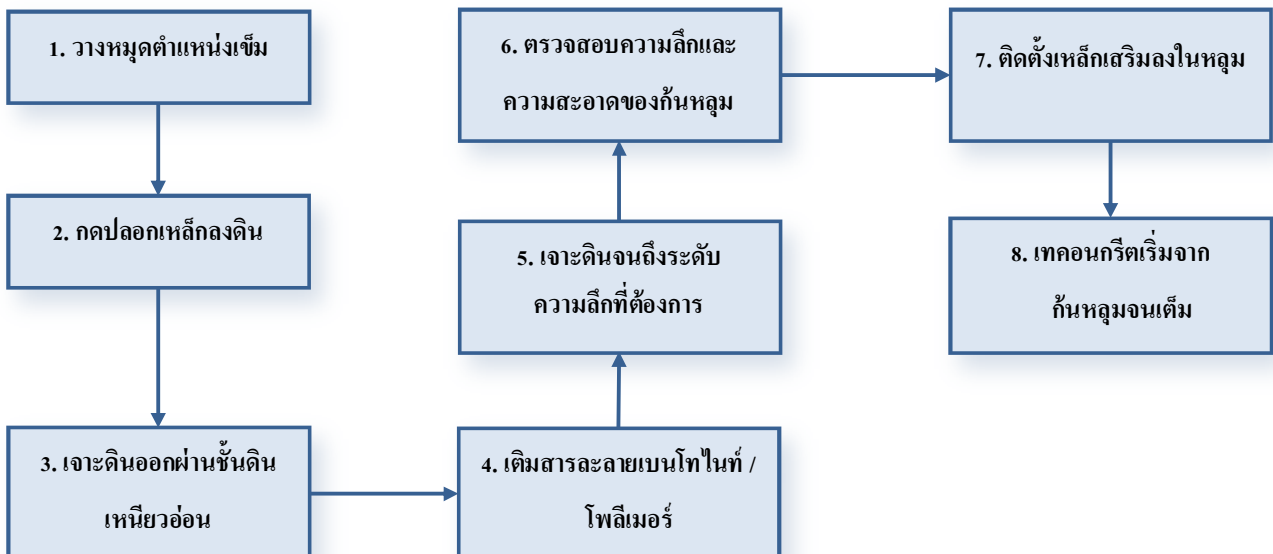 1. วางหมุดตำแหน่งเข็ม
2. กดปลอกเหล็กลงดิน
3. เจาะดินออกผ่านชั้นดิน
เหนียวอ่อน
4. เติมสารละลายเบนโทไนท์ /
โพลีเมอร์
5. เจาะดินจนถึงระดับ
ความลึกที่ต้องการ
6. ตรวจสอบความลึกและ
ความสะอาดของก้นหลุม
7. ติดตั้งเหล็กเสริมลงในหลุม
8. เทคอนกรีตเริ่มจาก
ก้นหลุมจนเต็ม